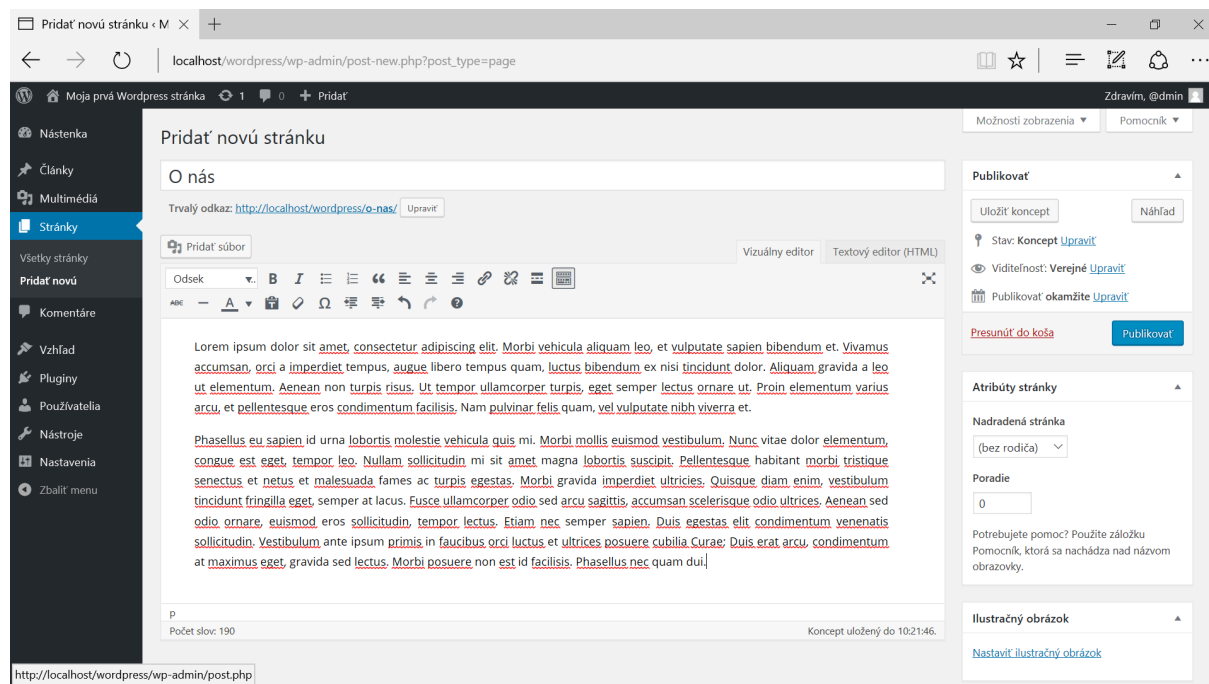 Pridať novú stránku ‹ M
localhost/wordpress/wp-admin/post-new.php?post_type=page
Moja prvá Wordpress stránka 1 0 Pridať
Zdravím, @dmin
Nástenka
Články
Multimédiá
Stránky
Všetky stránky
Pridať novú
Komentáre
Vzhľad
Pluginy
Používatelia
Nástroje
Nastavenia
Zbaliť menu
Možnosti zobrazenia
Pomocník
Pridať novú stránku
O nás
Trvalý odkaz: http://localhost/wordpress/o-nas/ Upraviť
Pridať súbor
Vizuálny editor
Textový editor (HTML)
Odsek
B I
ABE
A
Ω
Lorem ipsum dolor sit amet, consectetur adipiscing elit. Morbi vehicula aliquam leo, et vulputate sapien bibendum et. Vivamus
accumsan, orci a imperdiet tempus, augue libero tempus quam, luctus bibendum ex nisi tincidunt dolor. Aliquam gravida a leo
ut elementum. Aenean non turpis risus. Ut tempor ullamcorper turpis, eget semper lectus ornare ut. Proin elementum varius
arcu, et pellentesque eros condimentum facilisis. Nam pulvinar felis quam, vel vulputate nibh viverra et.
Phasellus eu sapien id urna lobortis molestie vehicula quis mi. Morbi mollis euismod vestibulum. Nunc vitae dolor elementum,
congue est eget, tempor leo. Nullam sollicitudin mi sit amet magna lobortis suscipit. Pellentesque habitant morbi tristique
senectus et netus et malesuada fames ac turpis egestas. Morbi gravida imperdiet ultricies. Quisque diam enim, vestibulum
tincidunt fringilla eget, semper at lacus. Fusce ullamcorper odio sed arcu sagittis, accumsan scelerisque odio ultrices. Aenean sed
odio ornare, euismod eros sollicitudin, tempor lectus. Etiam nec semper sapien. Duis egestas elit condimentum venenatis
sollicitudin. Vestibulum ante ipsum primis in faucibus orci luctus et ultrices posuere cubilia Curae; Duis erat arcu, condimentum
at maximus eget, gravida sed lectus. Morbi posuere non est id facilisis. Phasellus nec quam dui.
p
Počet slov: 190
Koncept uložený do 10:21:46.
Publikovať
Uložiť koncept
Náhľad
Stav: Koncept Upraviť
Viditeľnosť: Verejné Upraviť
Publikovať okamžite Upraviť
Presunúť do koša
Publikovať
Atribúty stránky
Nadradená stránka
(bez rodiča)
Poradie
0
Potrebujete pomoc? Použite záložku
Pomocník, ktorá sa nachádza nad názvom
obrazovky.
Ilustračný obrázok
Nastaviť ilustračný obrázok
http://localhost/wordpress/wp-admin/post.php